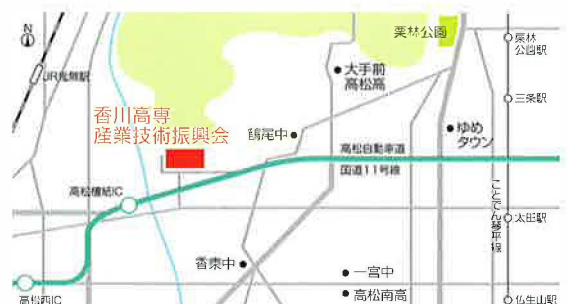 N
栗林公園
栗林
公園駅
JR鬼無駅
大手前
高松高
三条駅
香川高専
産業技術振興会
鶴尾中
ゆめ
タウン
高松自動車道
国道11号線
高松檀紙IC
ことでん琴平線
太田駅
香東中
一宮中
高松南高
高松西IC
仏生山駅